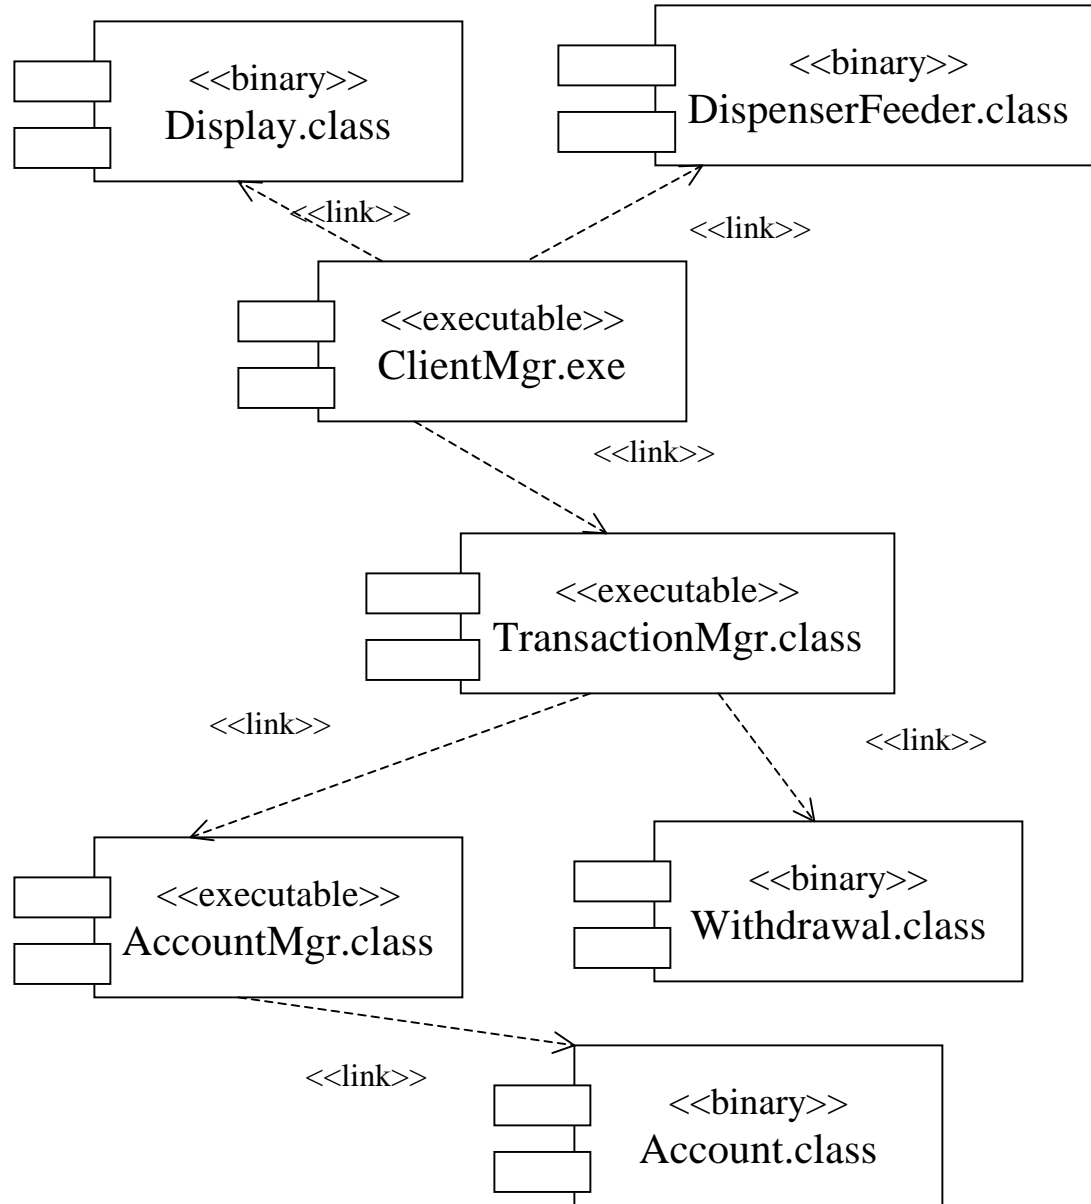 <<binary>>
Display.class
<<binary>>
DispenserFeeder.class
<<link>>
<<link>>
<<executable>>
ClientMgr.exe
<<link>>
<<executable>>
TransactionMgr.class
<<link>>
<<link>>
<<executable>>
AccountMgr.class
<<binary>>
Withdrawal.class
<<link>>
<<binary>>
Account.class